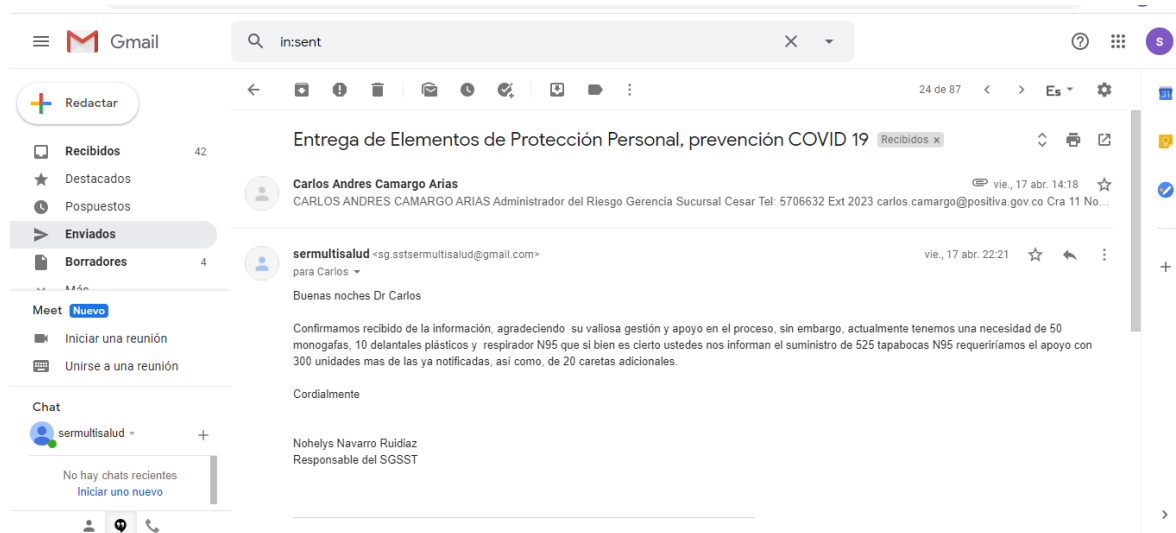 Gmail
in:sent
s
Redactar
24 de 87
Es
Recibidos 42
Destacados
Pospuestos
Enviados
Borradores 4
Más
Meet Nuevo
Iniciar una reunión
Unirse a una reunión
Chat
sermultisalud
No hay chats recientes
Iniciar uno nuevo
Entrega de Elementos de Protección Personal, prevención COVID 19 Recibidos x
Carlos Andres Camargo Arias vie., 17 abr. 14:18
CARLOS ANDRES CAMARGO ARIAS Administrador del Riesgo Gerencia Sucursal Cesar Tel: 5706632 Ext 2023 carlos.camargo@positiva.gov.co Cra 11 No...
sermultisalud <sg.sstsermultisalud@gmail.com> vie., 17 abr. 22:21
para Carlos
Buenas noches Dr Carlos
Confirmamos recibido de la información, agradeciendo su valiosa gestión y apoyo en el proceso, sin embargo, actualmente tenemos una necesidad de 50
monogafas, 10 delantales plásticos y respirador N95 que si bien es cierto ustedes nos informan el suministro de 525 tapabocas N95 requeriríamos el apoyo con
300 unidades mas de las ya notificadas, así como, de 20 caretas adicionales.
Cordialmente
Nohelys Navarro Ruidiaz
Responsable del SGSST
31